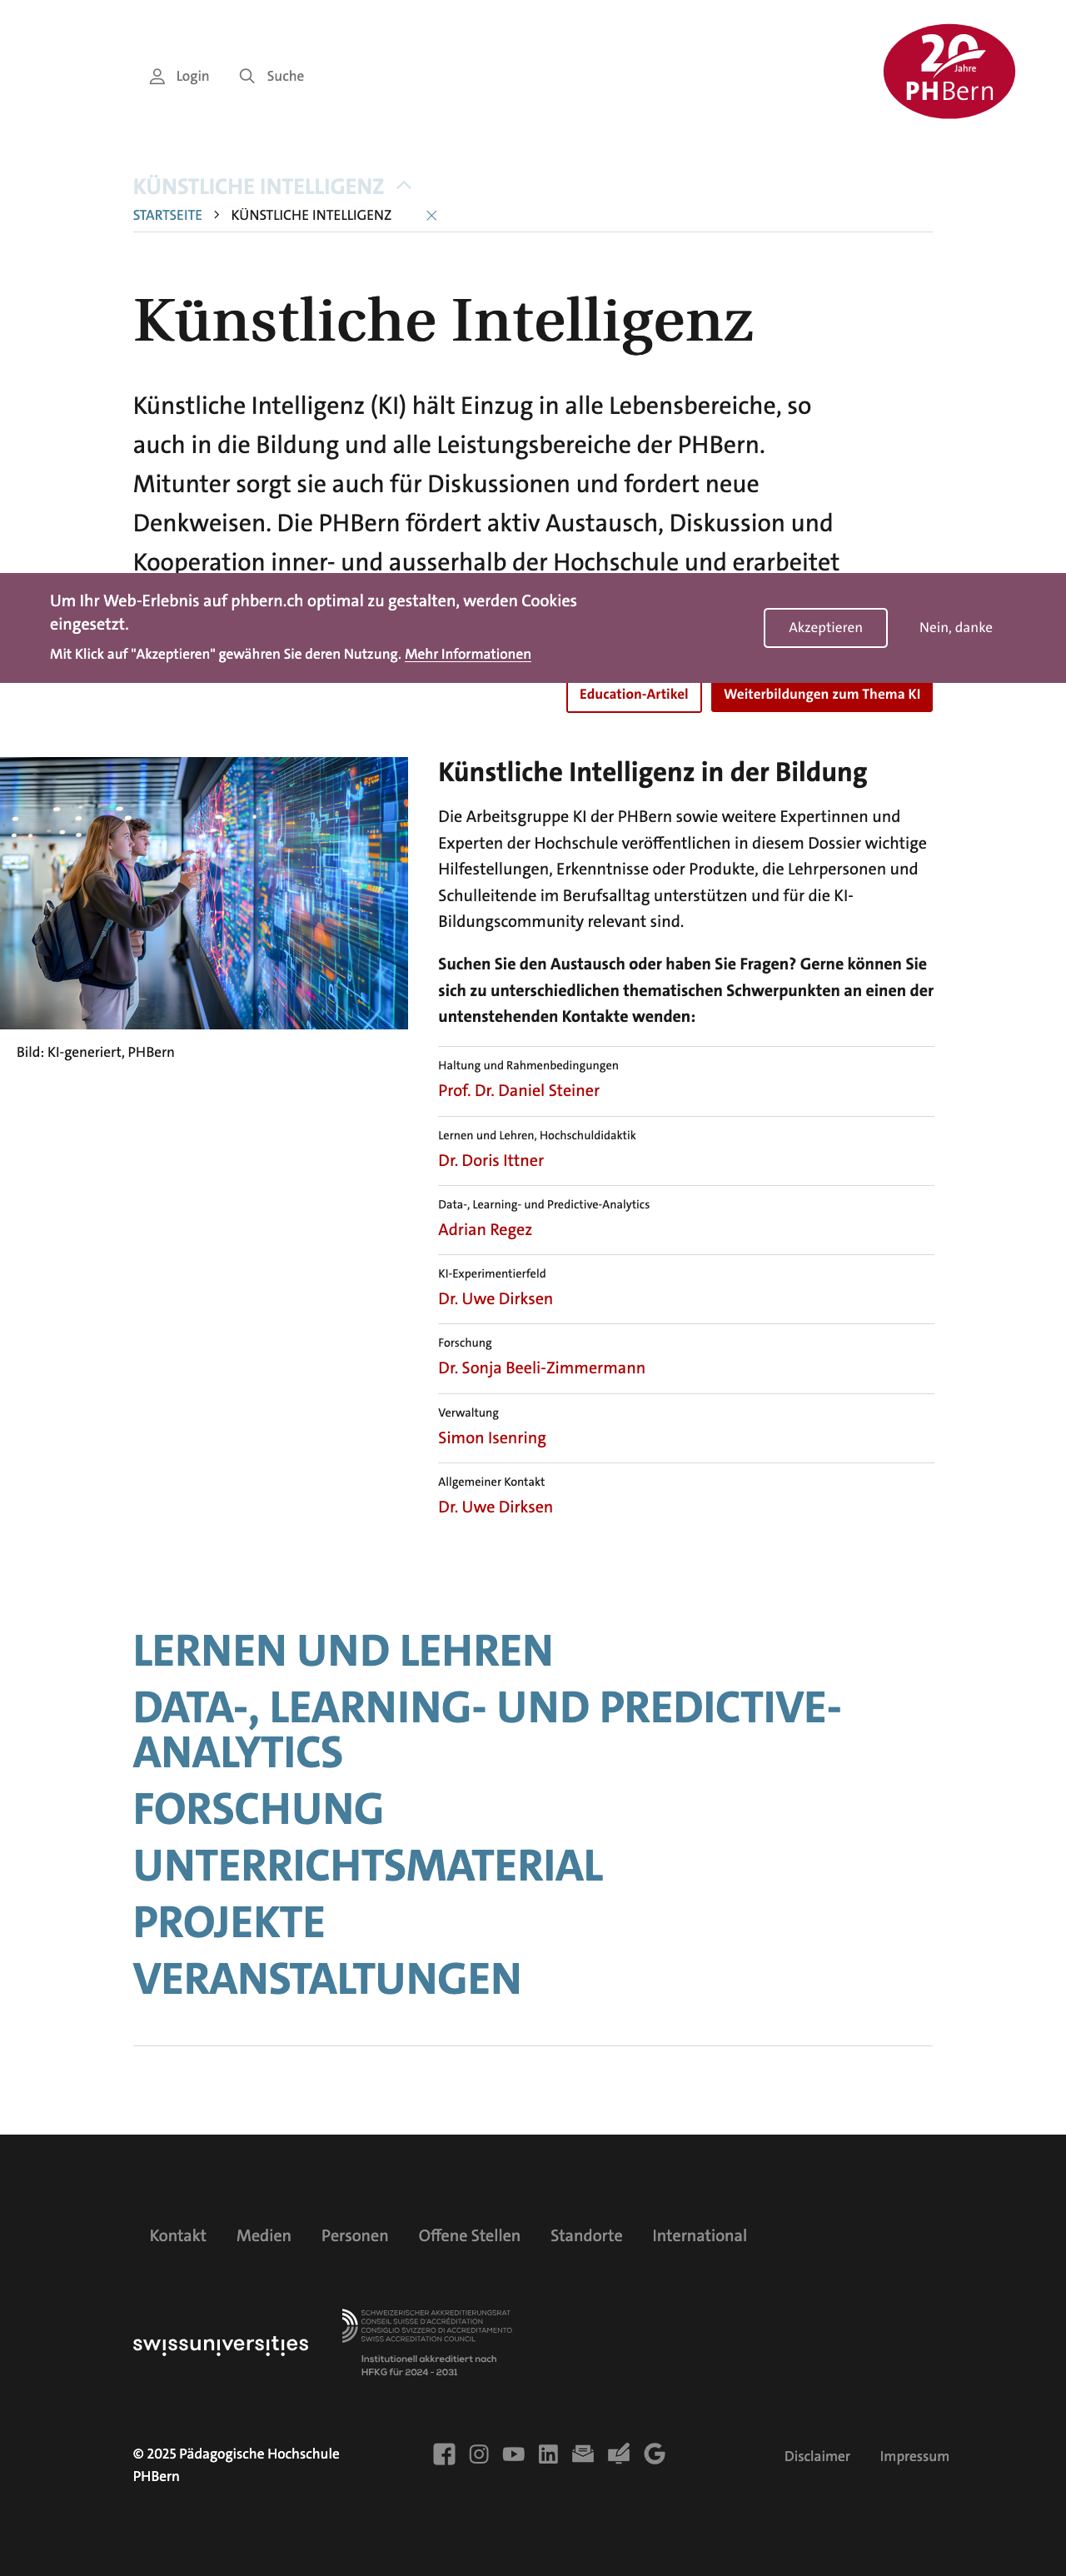 Login
Suche
20
Jahre
PHBern
KÜNSTLICHE INTELLIGENZ
STARTSEITE
KÜNSTLICHE INTELLIGENZ
Künstliche Intelligenz
Künstliche Intelligenz (KI) hält Einzug in alle Lebensbereiche, so
auch in die Bildung und alle Leistungsbereiche der PHBern.
Mitunter sorgt sie auch für Diskussionen und fordert neue
Denkweisen. Die PHBern fördert aktiv Austausch, Diskussion und
Kooperation inner- und ausserhalb der Hochschule und erarbeitet
Um Ihr Web-Erlebnis auf phbern.ch optimal zu gestalten, werden Cookies
eingesetzt.
Mit Klick auf "Akzeptieren" gewähren Sie deren Nutzung. Mehr Informationen
Akzeptieren
Nein, danke
Education-Artikel
Weiterbildungen zum Thema KI
Künstliche Intelligenz in der Bildung
Die Arbeitsgruppe KI der PHBern sowie weitere Expertinnen und
Experten der Hochschule veröffentlichen in diesem Dossier wichtige
Hilfestellungen, Erkenntnisse oder Produkte, die Lehrpersonen und
Schulleitende im Berufsalltag unterstützen und für die KI-
Bildungscommunity relevant sind.
Suchen Sie den Austausch oder haben Sie Fragen? Gerne können Sie
sich zu unterschiedlichen thematischen Schwerpunkten an einen der
untenstehenden Kontakte wenden:
Bild: KI-generiert, PHBern
Haltung und Rahmenbedingungen
Prof. Dr. Daniel Steiner
Lernen und Lehren, Hochschuldidaktik
Dr. Doris Ittner
Data-, Learning- und Predictive-Analytics
Adrian Regez
KI-Experimentierfeld
Dr. Uwe Dirksen
Forschung
Dr. Sonja Beeli-Zimmermann
Verwaltung
Simon Isenring
Allgemeiner Kontakt
Dr. Uwe Dirksen
LERNEN UND LEHREN
DATA-, LEARNING- UND PREDICTIVE-
ANALYTICS
FORSCHUNG
UNTERRICHTSMATERIAL
PROJEKTE
VERANSTALTUNGEN
Kontakt
Medien
Personen
Offene Stellen
Standorte
International
swissuniversities
SCHWEIZERISCHER AKKREDITIERUNGSRAT
CONSEIL SUISSE D'ACCRÉDITATION
CONSIGLIO SVIZZERO DI ACCREDITAMENTO
SWISS ACCREDITATION COUNCIL
Institutionell akkreditiert nach
HFKG für 2024 - 2031
© 2025 Pädagogische Hochschule
PHBern
Disclaimer
Impressum